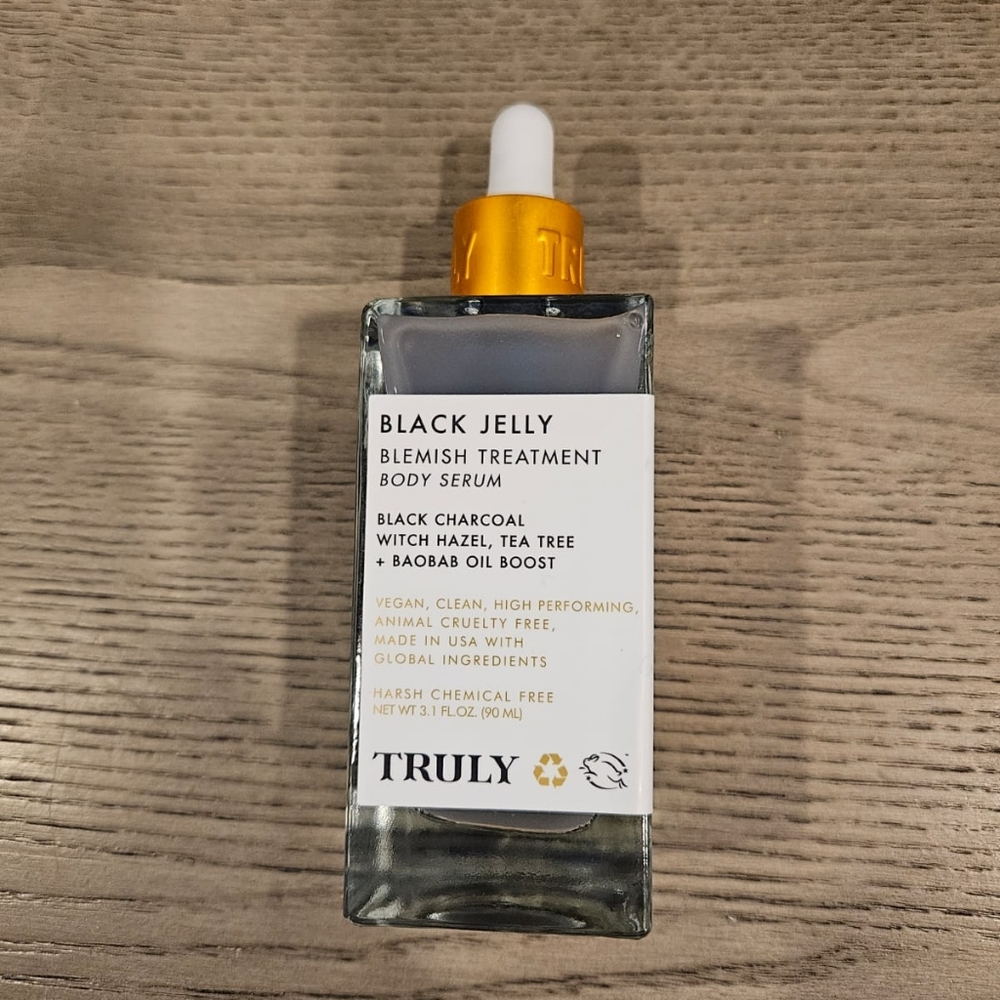 LY TRU
BLACK JELLY
BLEMISH TREATMENT
BODY SERUM
BLACK CHARCOAL
WITCH HAZEL, TEA TREE
+ BAOBAB OIL BOOST
VEGAN, CLEAN, HIGH PERFORMING,
ANIMAL CRUELTY FREE,
MADE IN USA WITH
GLOBAL INGREDIENTS
HARSH CHEMICAL FREE
NET WT 3.1 FL.OZ. (90 ML)
TRULY